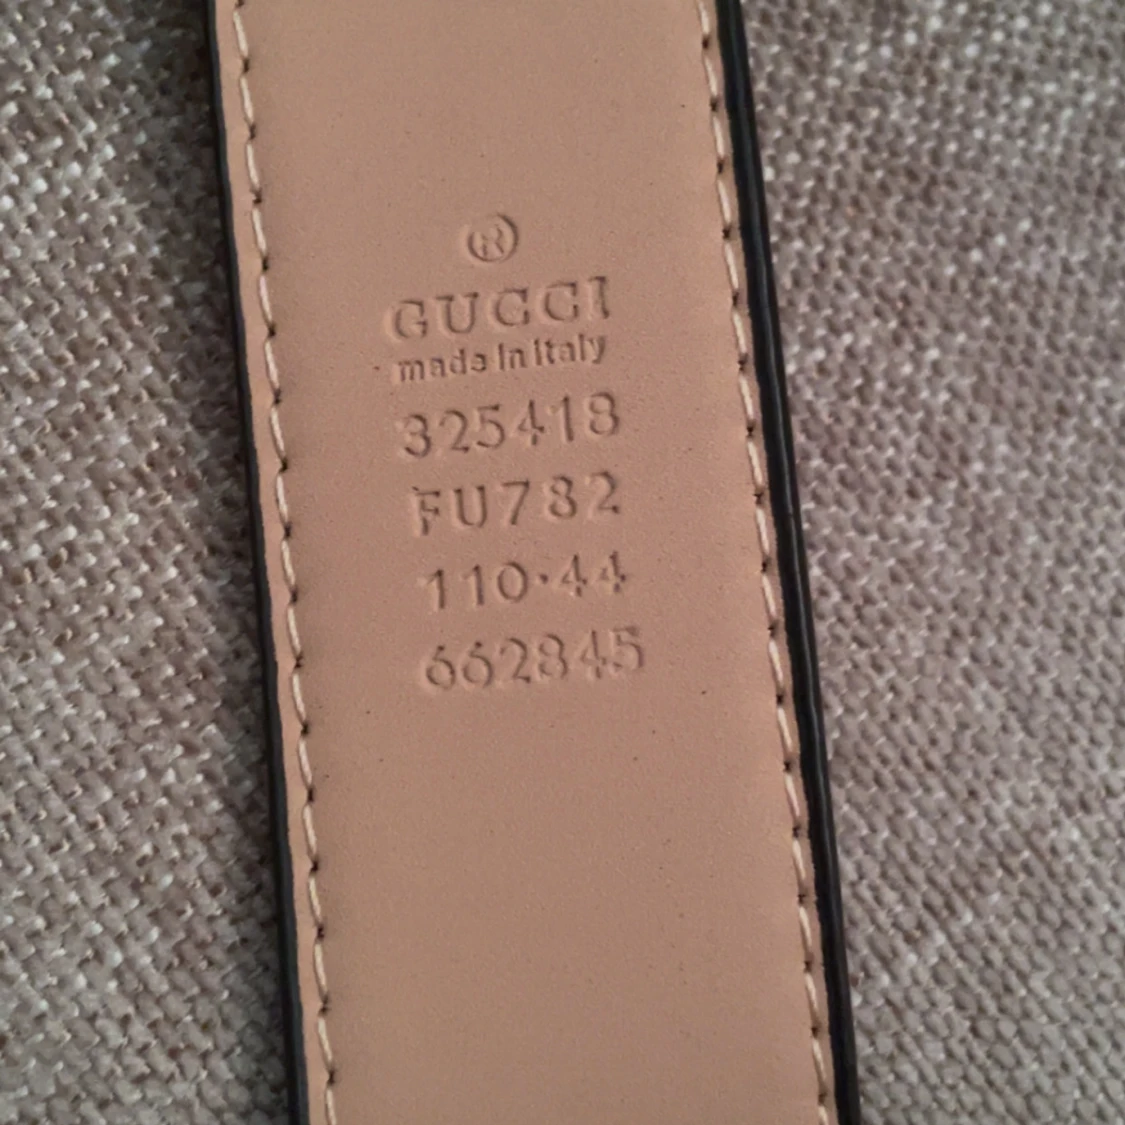 ®
GUCCI
made in italy
325418
FU782
110·44
662845